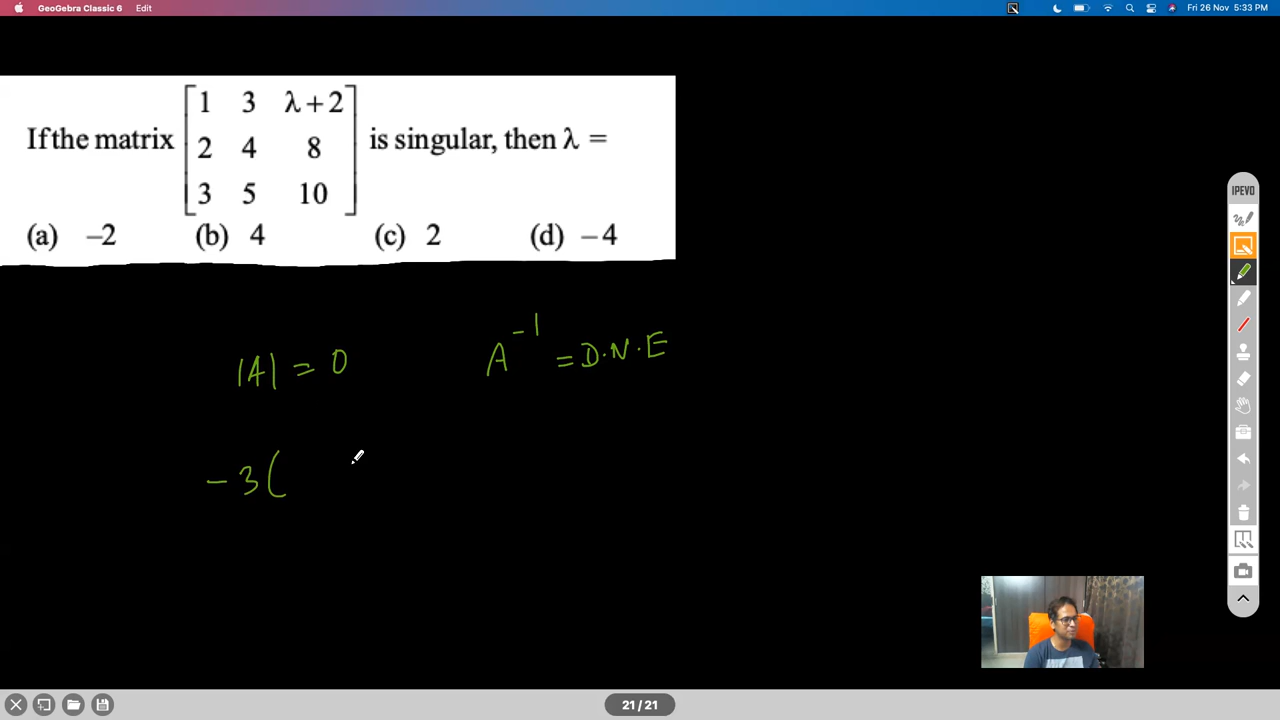 GeoGebra Classic 6 Edit Fri 26 Nov 5:33 PM
1 3 λ+2
If the matrix 2 4 8 is singular, then λ =
3 5 10
(a) –2 (b) 4 (c) 2 (d) –4
IPEVO
|A| = 0 A⁻¹ = D.N.E
-3(
21 / 21